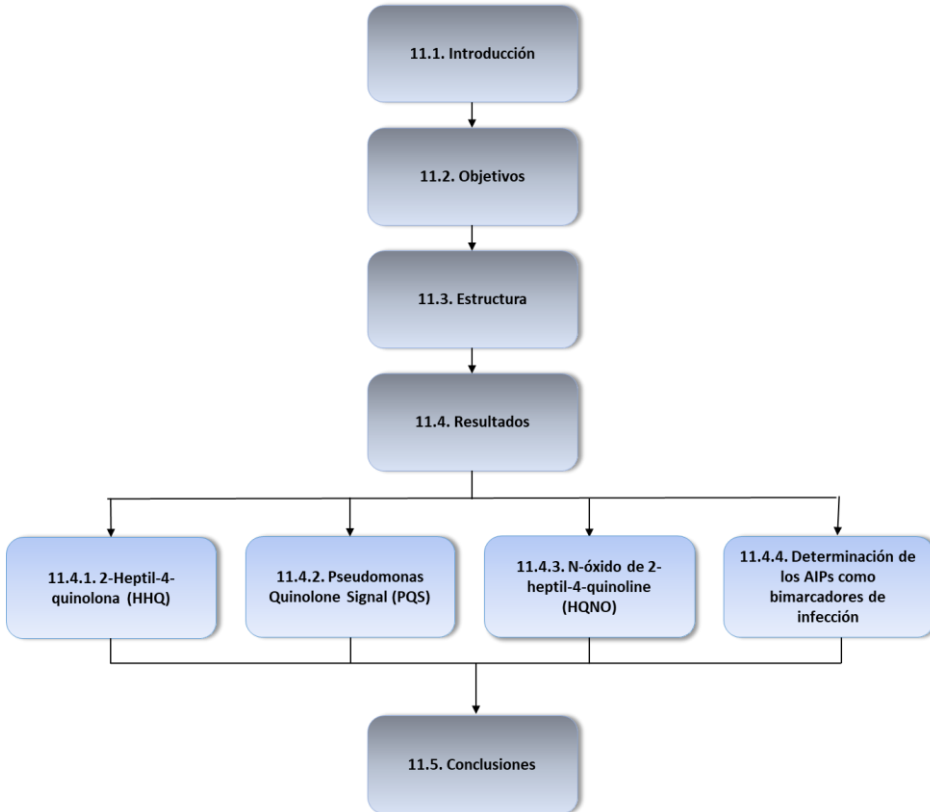 11.1. Introducción
11.2. Objetivos
11.3. Estructura
11.4. Resultados
11.4.1. 2-Heptil-4-
quinolona (HHQ)
11.4.2. Pseudomonas
Quinolone Signal (PQS)
11.4.3. N-óxido de 2-
heptil-4-quinoline
(HQNO)
11.4.4. Determinación de
los AIPs como
bimarcadores de
infección
11.5. Conclusiones